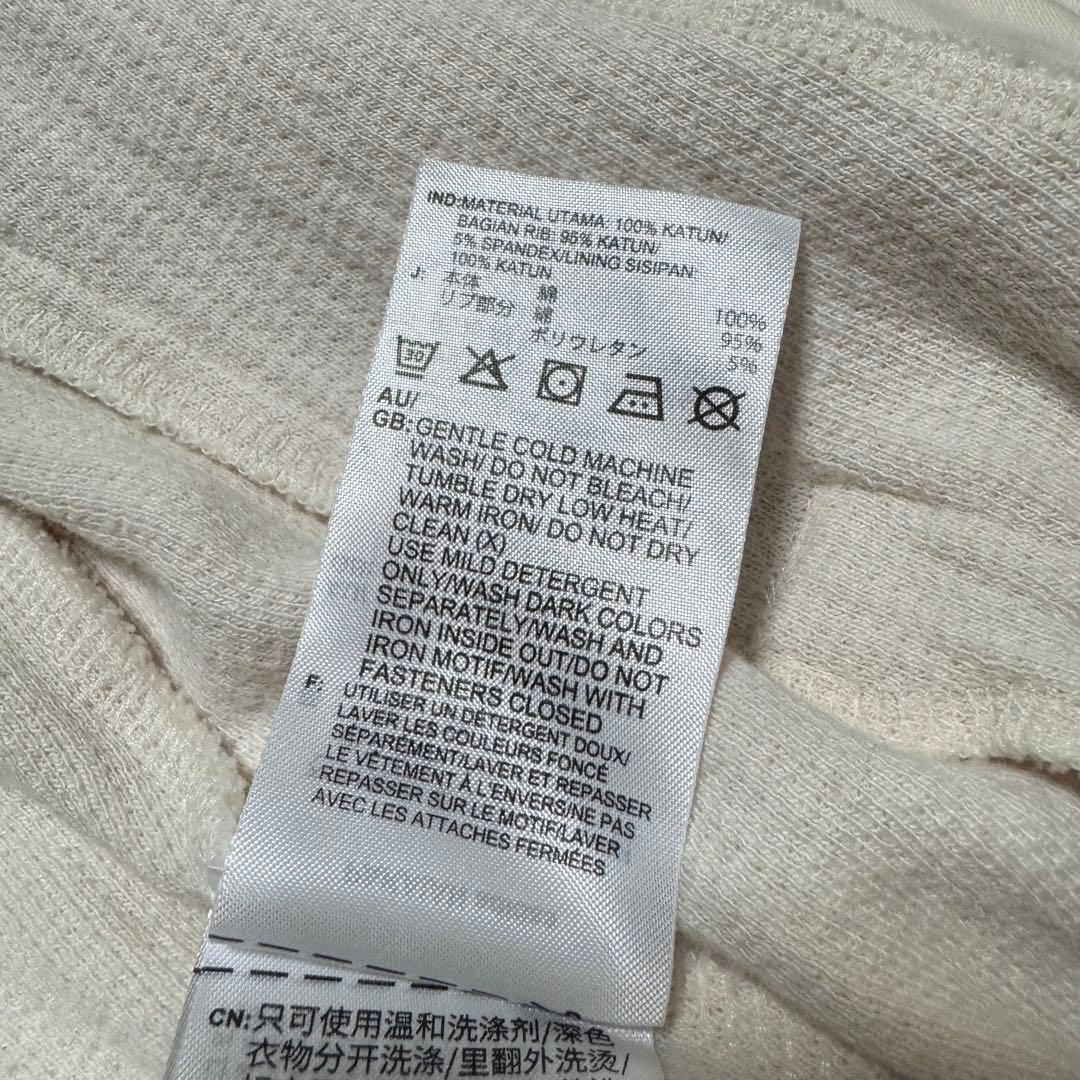 IND:MATERIAL UTAMA: 100% KATUN/
BAGIAN RIB: 95% KATUN/
5% SPANDEX/LINING SISIPAN:
100% KATUN
J: 本体 綿 100%
リブ部分 綿 95%
ポリウレタン 5%
30
AU/
GB: GENTLE COLD MACHINE
WASH/ DO NOT BLEACH/
TUMBLE DRY LOW HEAT/
WARM IRON/ DO NOT DRY
CLEAN (X)
USE MILD DETERGENT
ONLY/WASH DARK COLORS
SEPARATELY/WASH AND
IRON INSIDE OUT/DO NOT
IRON MOTIF/WASH WITH
FASTENERS CLOSED
F: UTILISER UN DÉTERGENT DOUX/
LAVER LES COULEURS FONCÉ
SÉPARÉMENT/LAVER ET REPASSER
LE VÊTEMENT À L'ENVERS/NE PAS
REPASSER SUR LE MOTIF/LAVER
AVEC LES ATTACHES FERMÉES
CN: 只可使用温和洗涤剂/深色
衣物分开洗涤/里翻外洗烫/